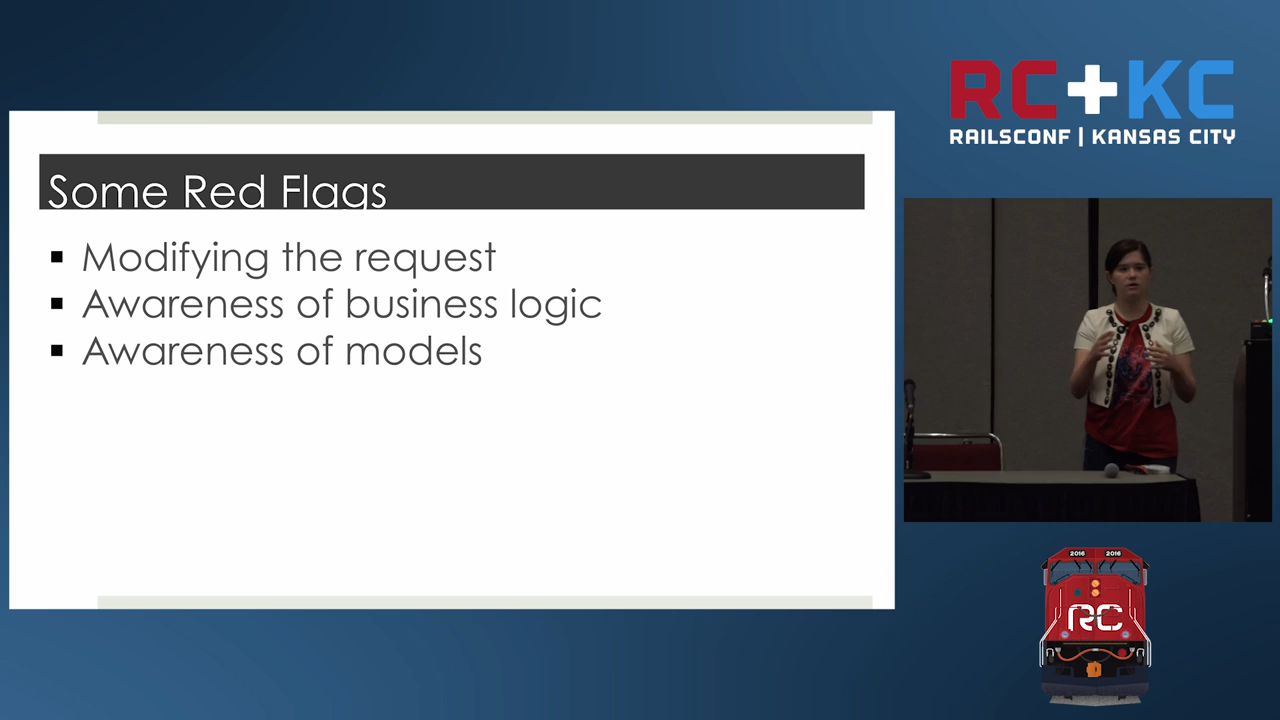 RC+KC
RAILSCONF | KANSAS CITY
Some Red Flags
▪ Modifying the request
▪ Awareness of business logic
▪ Awareness of models
2016 2016
RC